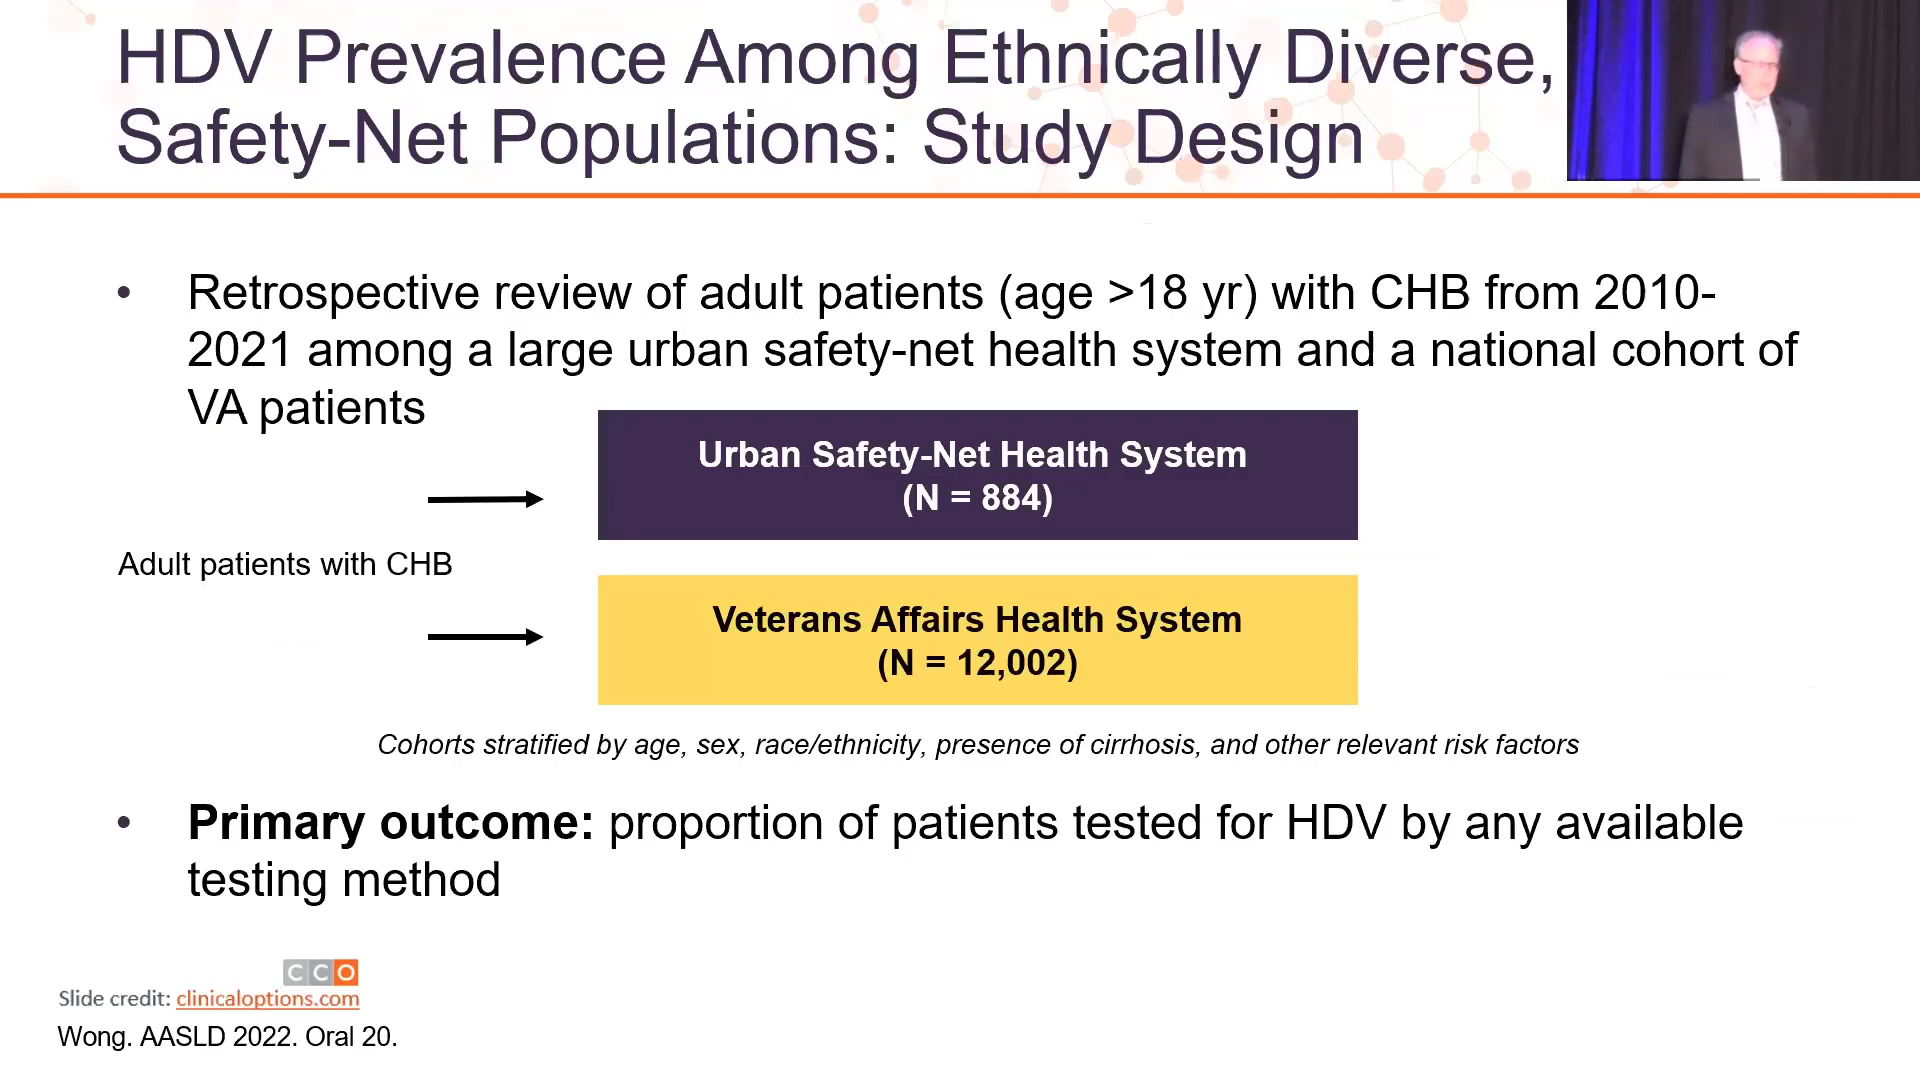 HDV Prevalence Among Ethnically Diverse,
Safety-Net Populations: Study Design
• Retrospective review of adult patients (age >18 yr) with CHB from 2010-
2021 among a large urban safety-net health system and a national cohort of
VA patients
Urban Safety-Net Health System
(N = 884)
Adult patients with CHB
Veterans Affairs Health System
(N = 12,002)
Cohorts stratified by age, sex, race/ethnicity, presence of cirrhosis, and other relevant risk factors
• Primary outcome: proportion of patients tested for HDV by any available
testing method
CCO
Slide credit: clinicaloptions.com
Wong. AASLD 2022. Oral 20.